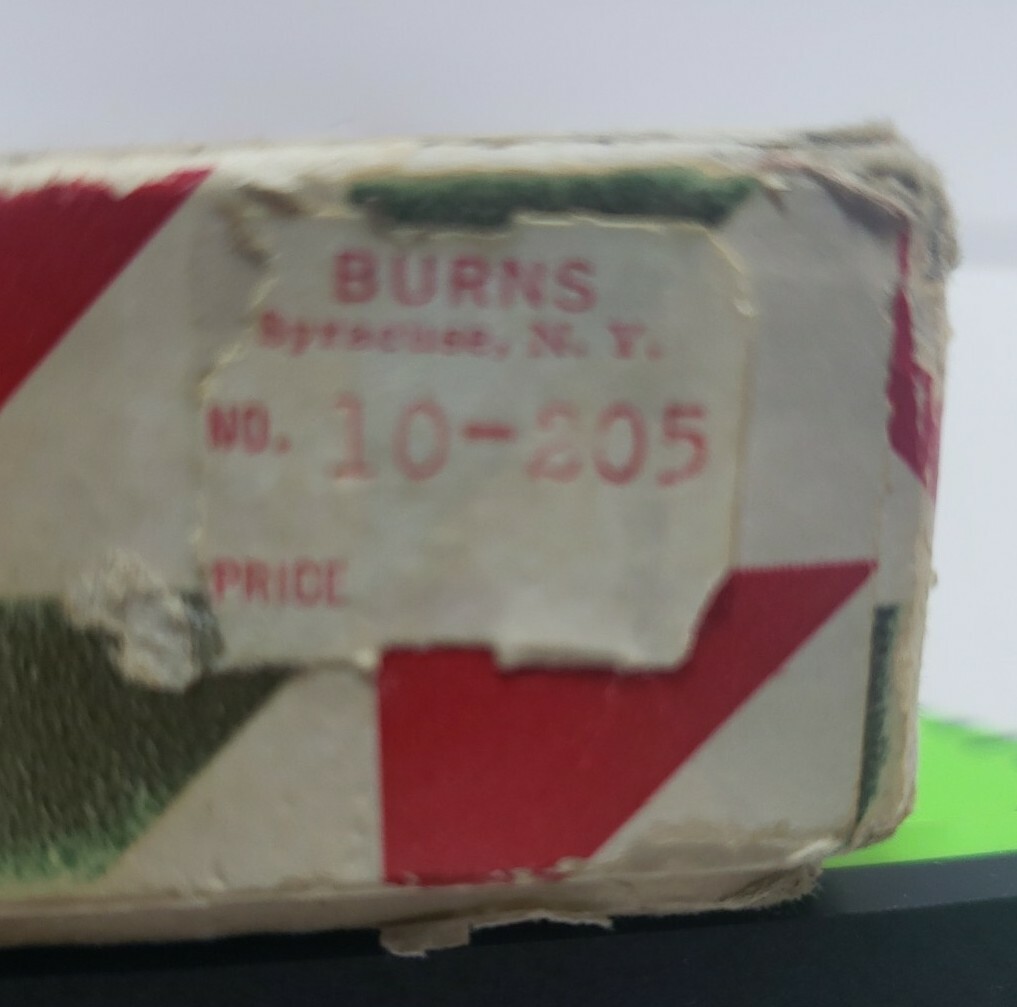 BURNS
Syracuse, N. Y.
NO. 10-205
PRICE